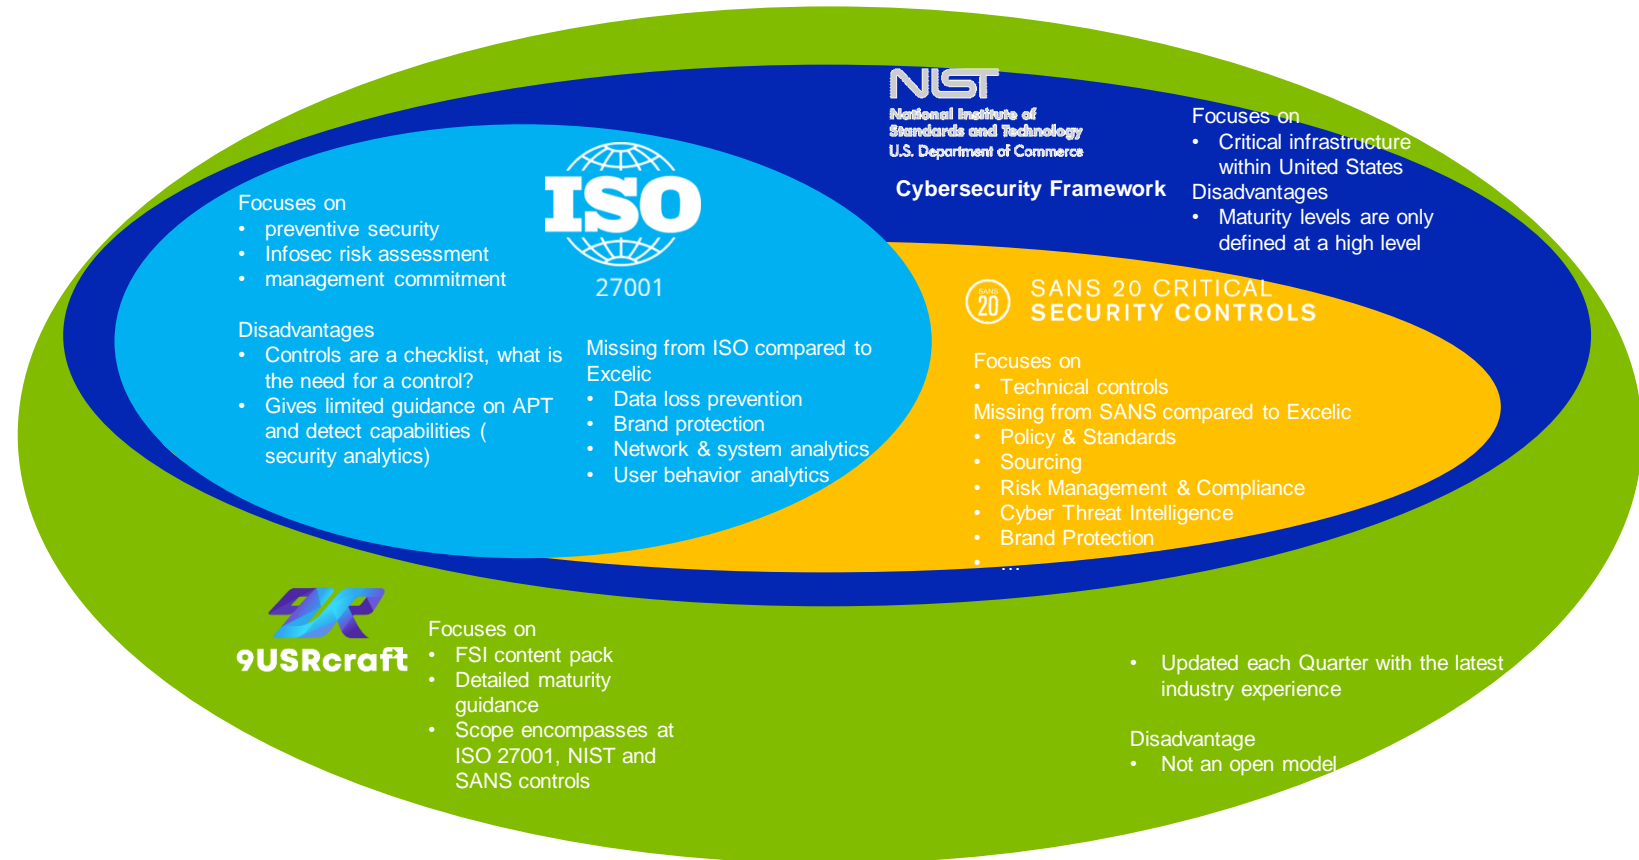 NIST
National Institute of
Standards and Technology
U.S. Department of Commerce
Cybersecurity Framework
Focuses on
• Critical infrastructure
within United States
Disadvantages
• Maturity levels are only
defined at a high level
ISO
27001
Focuses on
• preventive security
• Infosec risk assessment
• management commitment
Disadvantages
• Controls are a checklist, what is
the need for a control?
• Gives limited guidance on APT
and detect capabilities (
security analytics)
Missing from ISO compared to
Excelic
• Data loss prevention
• Brand protection
• Network & system analytics
• User behavior analytics
SANS
20
SANS 20 CRITICAL
SECURITY CONTROLS
Focuses on
• Technical controls
Missing from SANS compared to Excelic
• Policy & Standards
• Sourcing
• Risk Management & Compliance
• Cyber Threat Intelligence
• Brand Protection
• ...
9USRcraft
Focuses on
• FSI content pack
• Detailed maturity
guidance
• Scope encompasses at
ISO 27001, NIST and
SANS controls
• Updated each Quarter with the latest
industry experience
Disadvantage
• Not an open model